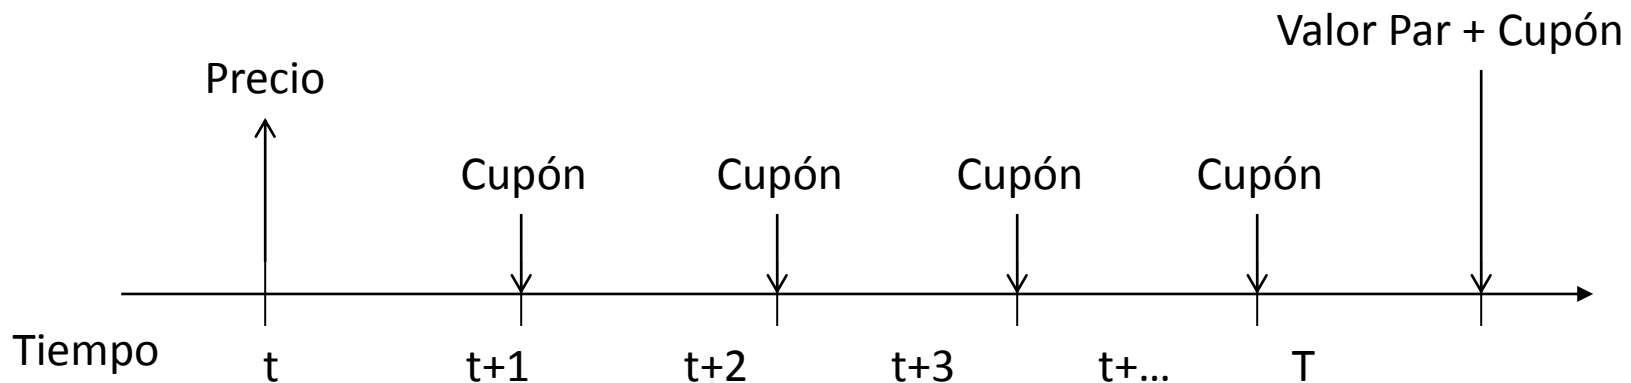 Valor Par + Cupón
Precio
Cupón Cupón Cupón Cupón
Tiempo t t+1 t+2 t+3 t+... T